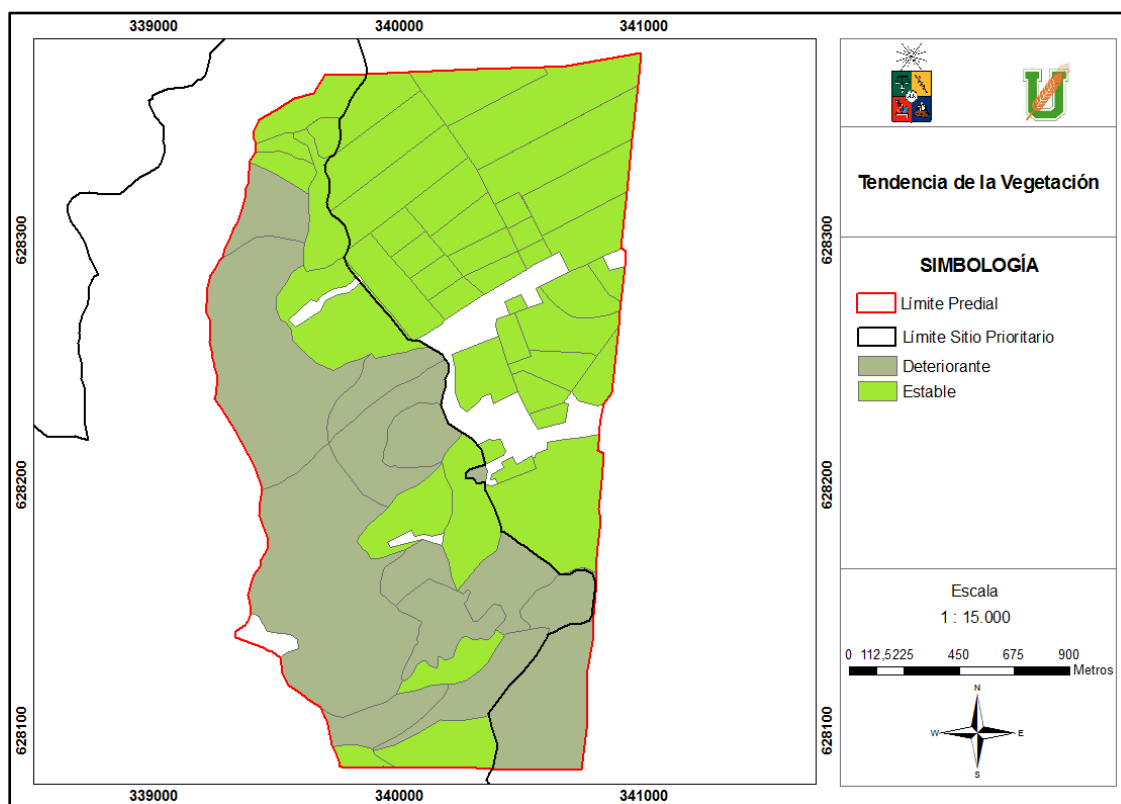 339000 340000 341000
628300
628200
628100
628300
628200
628100
339000 340000 341000
Tendencia de la Vegetación
SIMBOLOGÍA
Límite Predial
Límite Sitio Prioritario
Deteriorante
Estable
Escala
1 : 15.000
0 112,5225 450 675 900
Metros
N
W E
S